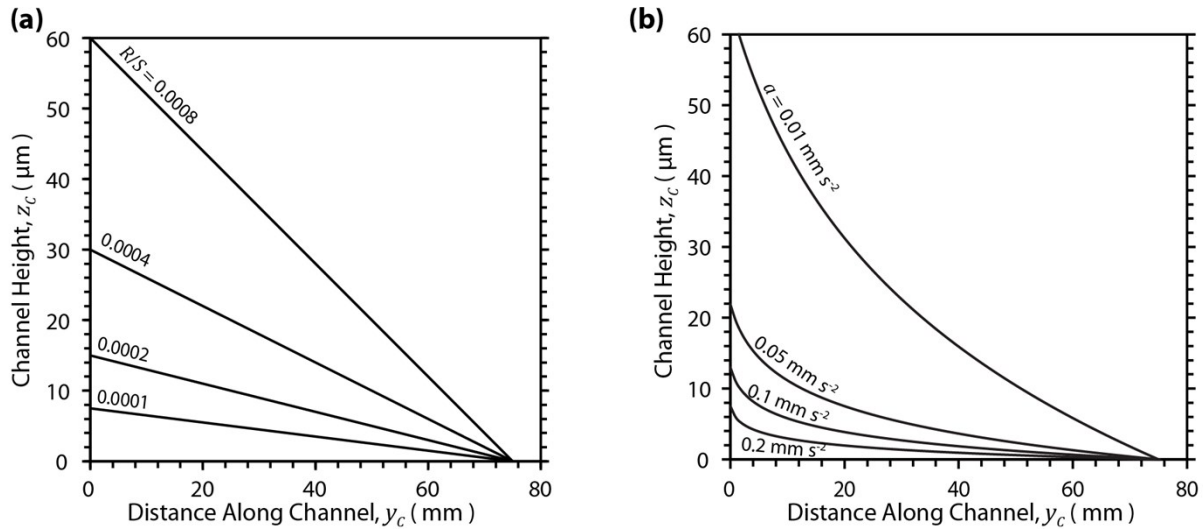 (a)
60
50
40
30
20
10
0
Channel Height, z_C ( µm )
R/S = 0.0008
0.0004
0.0002
0.0001
0 20 40 60 80
Distance Along Channel, y_C ( mm )
(b)
60
50
40
30
20
10
0
Channel Height, z_C ( µm )
a = 0.01 mm s⁻²
0.05 mm s⁻²
0.1 mm s⁻²
0.2 mm s⁻²
0 20 40 60 80
Distance Along Channel, y_C ( mm )